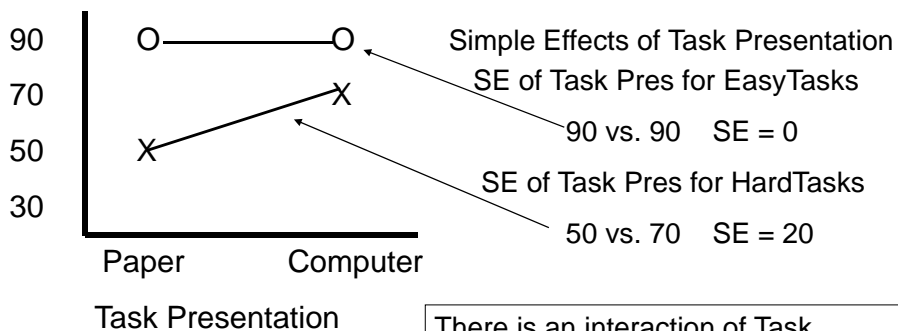 90
70
50
30
O O
X X
Paper Computer
Task Presentation
Simple Effects of Task Presentation
SE of Task Pres for EasyTasks
90 vs. 90 SE = 0
SE of Task Pres for HardTasks
50 vs. 70 SE = 20
There is an interaction of Task